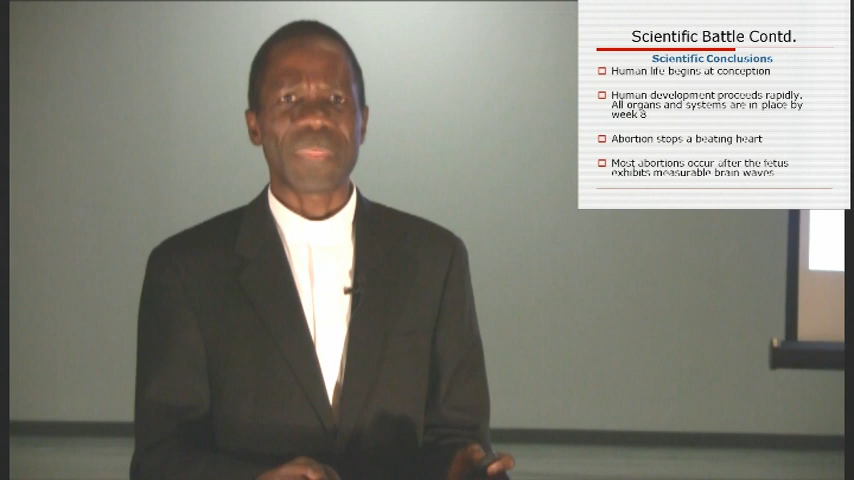 Scientific Battle Contd.
Scientific Conclusions
Human life begins at conception
Human development proceeds rapidly.
All organs and systems are in place by
week 8
Abortion stops a beating heart
Most abortions occur after the fetus
exhibits measurable brain waves